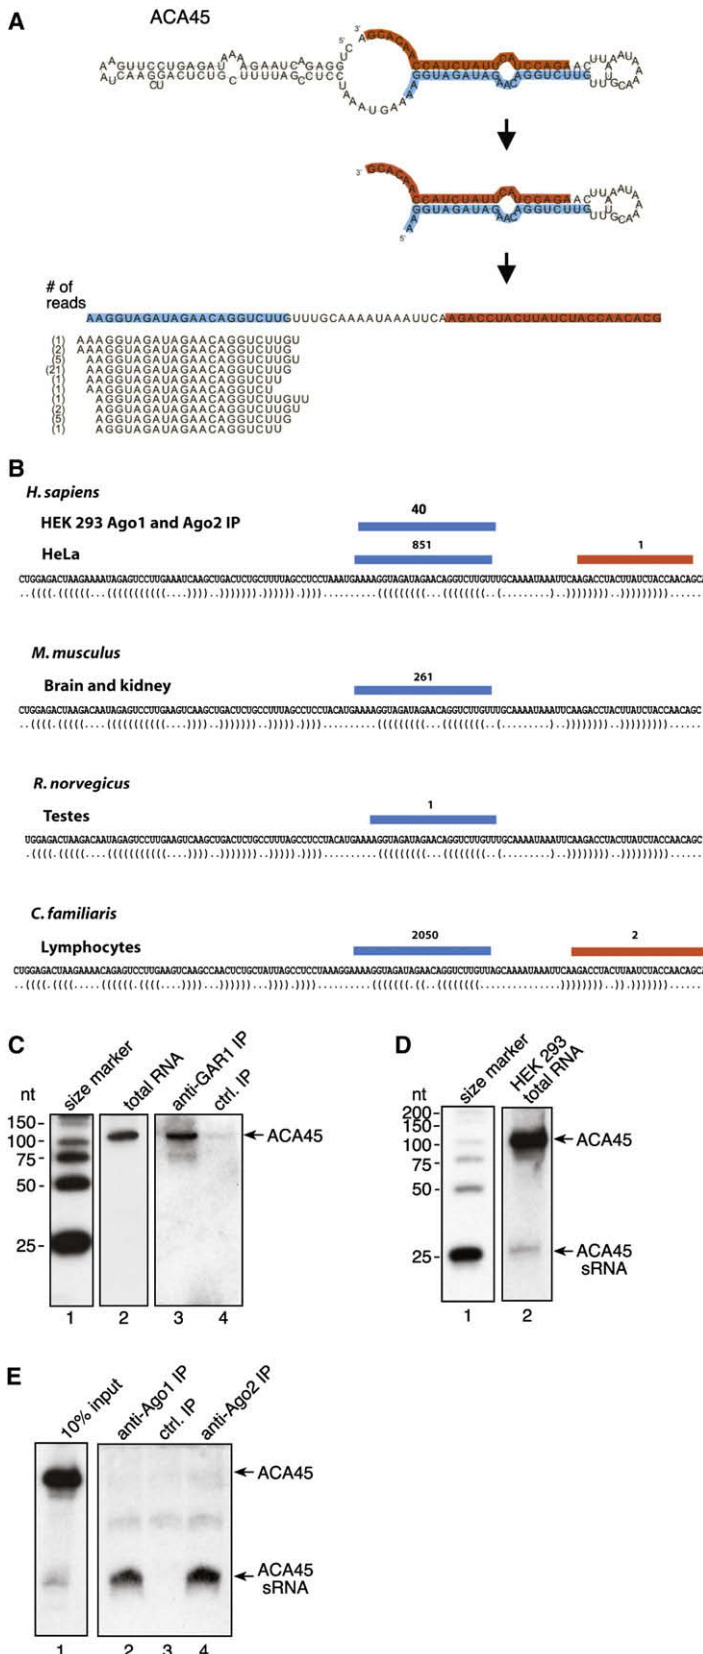 A
ACA45
# of
reads
AAGGUAGAUAGAACAGGUCUUGUUUGCAAAAUAAAUUCAAGACCUACUUAUCUACCAACACG
(1) AAAGGUAGAUAGAACAGGUCUUGU
(2) AAAGGUAGAUAGAACAGGUCUUG
(5) AAGGUAGAUAGAACAGGUCUUGU
(21) AAGGUAGAUAGAACAGGUCUUG
(1) AAGGUAGAUAGAACAGGUCUU
(1) AAGGUAGAUAGAACAGGUCU
(1) AGGUAGAUAGAACAGGUCUUGUU
(2) AGGUAGAUAGAACAGGUCUUGU
(5) AGGUAGAUAGAACAGGUCUUG
(1) AGGUAGAUAGAACAGGUCUU
B
H. sapiens
HEK 293 Ago1 and Ago2 IP 40
HeLa 851 1
CUGGAGACUAAGAAAAUAGAGUCCUUGAAAUCAAGCUGACUCUGCUUUUAGCCUCCUAAAUGAAAAGGUAGAUAGAACAGGUCUUGUUUGCAAAAUAAAUUCAAGACCUACUUAUCUACCAACAGCA
M. musculus
Brain and kidney 261
CUGGAGACUAAGACAAUAGAGUCCUUGAAGUCAAGCUGACUCUGCCUUUAGCCUCCUACAUGAAAAGGUAGAUAGAACAGGUCUUGUUUGCAAAAUAAAUUCAAGACCUACUUAUCUACCAACAGC
R. norvegicus
Testes 1
UGGAGACUAAGACAAUAGAGUCCUUGAAGUCAAGCUGACUCUGCCUUUAGCCUCCUACAUGAAAAGGUAGAUAGAACAGGUCUUGUUUGCAAAAUAAAUUCAAGACCUACUUAUCUACCAACAGC
C. familiaris
Lymphocytes 2050 2
CUGGAGACUAAGAAAACAGAGUCCUUGAAGUCAAGCCAACUCUGCUAUUAGCCUCCUAAAGGAAAAGGUAGAUAGAACAGGUCUUGUUAGCAAAAUAAAUUCAAGACCUACUUAAUCUACCAACAGCA
C
nt size marker total RNA anti-GAR1 IP ctrl. IP
150-
100-
75-
50-
25-
ACA45
1 2 3 4
D
nt size marker HEK 293 total RNA
200-
150-
100-
75-
50-
25-
ACA45
ACA45
sRNA
1 2
E
10% input anti-Ago1 IP ctrl. IP anti-Ago2 IP
ACA45
ACA45
sRNA
1 2 3 4